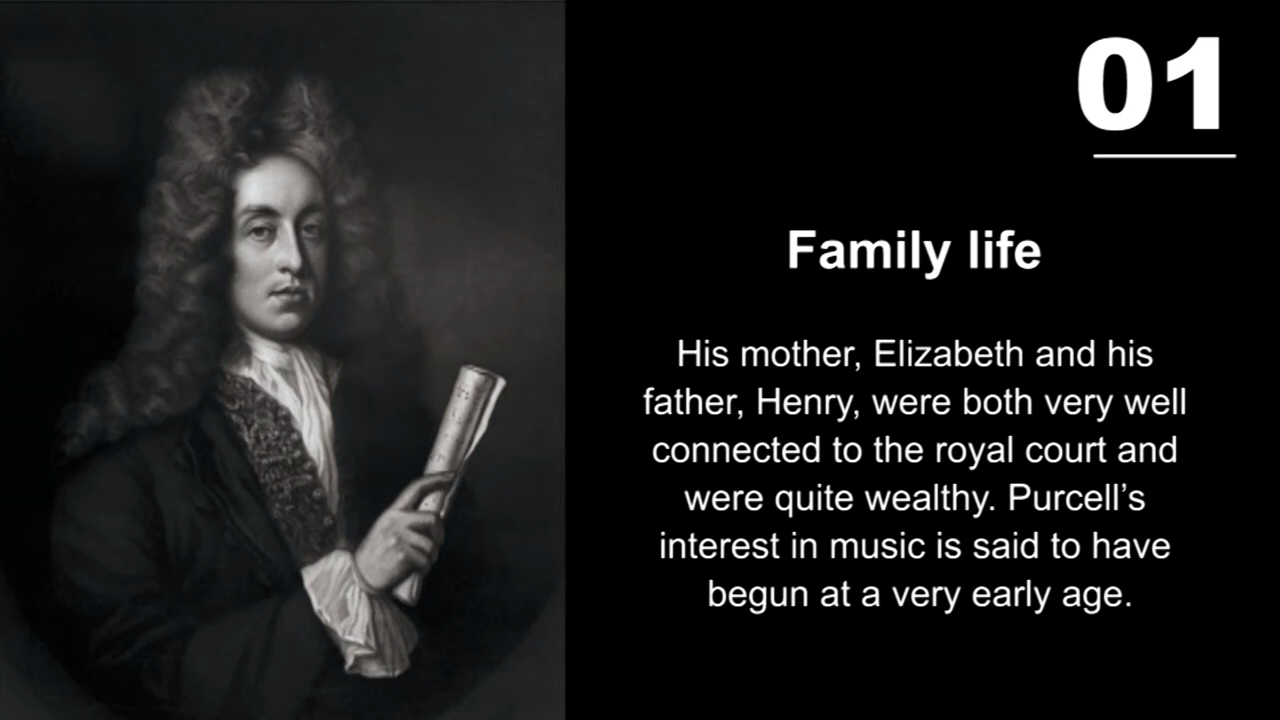 01
Family life
His mother, Elizabeth and his
father, Henry, were both very well
connected to the royal court and
were quite wealthy. Purcell’s
interest in music is said to have
begun at a very early age.